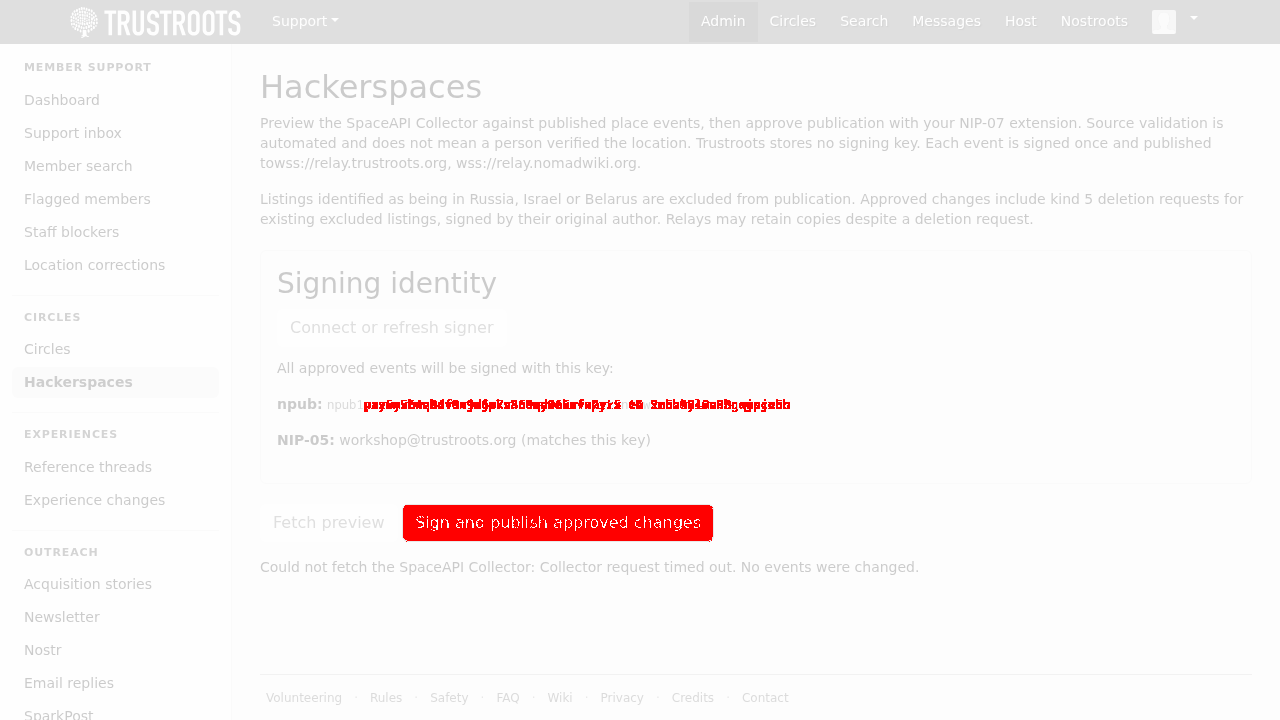 TRUSTROOTS
Support
Admin
Circles
Search
Messages
Host
Nostroots
MEMBER SUPPORT
Dashboard
Support inbox
Member search
Flagged members
Staff blockers
Location corrections
CIRCLES
Circles
Hackerspaces
EXPERIENCES
Reference threads
Experience changes
OUTREACH
Acquisition stories
Newsletter
Nostr
Email replies
SparkPost
Hackerspaces
Preview the SpaceAPI Collector against published place events, then approve publication with your NIP-07 extension. Source validation is
automated and does not mean a person verified the location. Trustroots stores no signing key. Each event is signed once and published
towss://relay.trustroots.org, wss://relay.nomadwiki.org.
Listings identified as being in Russia, Israel or Belarus are excluded from publication. Approved changes include kind 5 deletion requests for
existing excluded listings, signed by their original author. Relays may retain copies despite a deletion request.
Signing identity
Connect or refresh signer
All approved events will be signed with this key:
npub:
NIP-05: workshop@trustroots.org (matches this key)
Fetch preview
Sign and publish approved changes
Could not fetch the SpaceAPI Collector: Collector request timed out. No events were changed.
Volunteering · Rules · Safety · FAQ · Wiki · Privacy · Credits · Contact